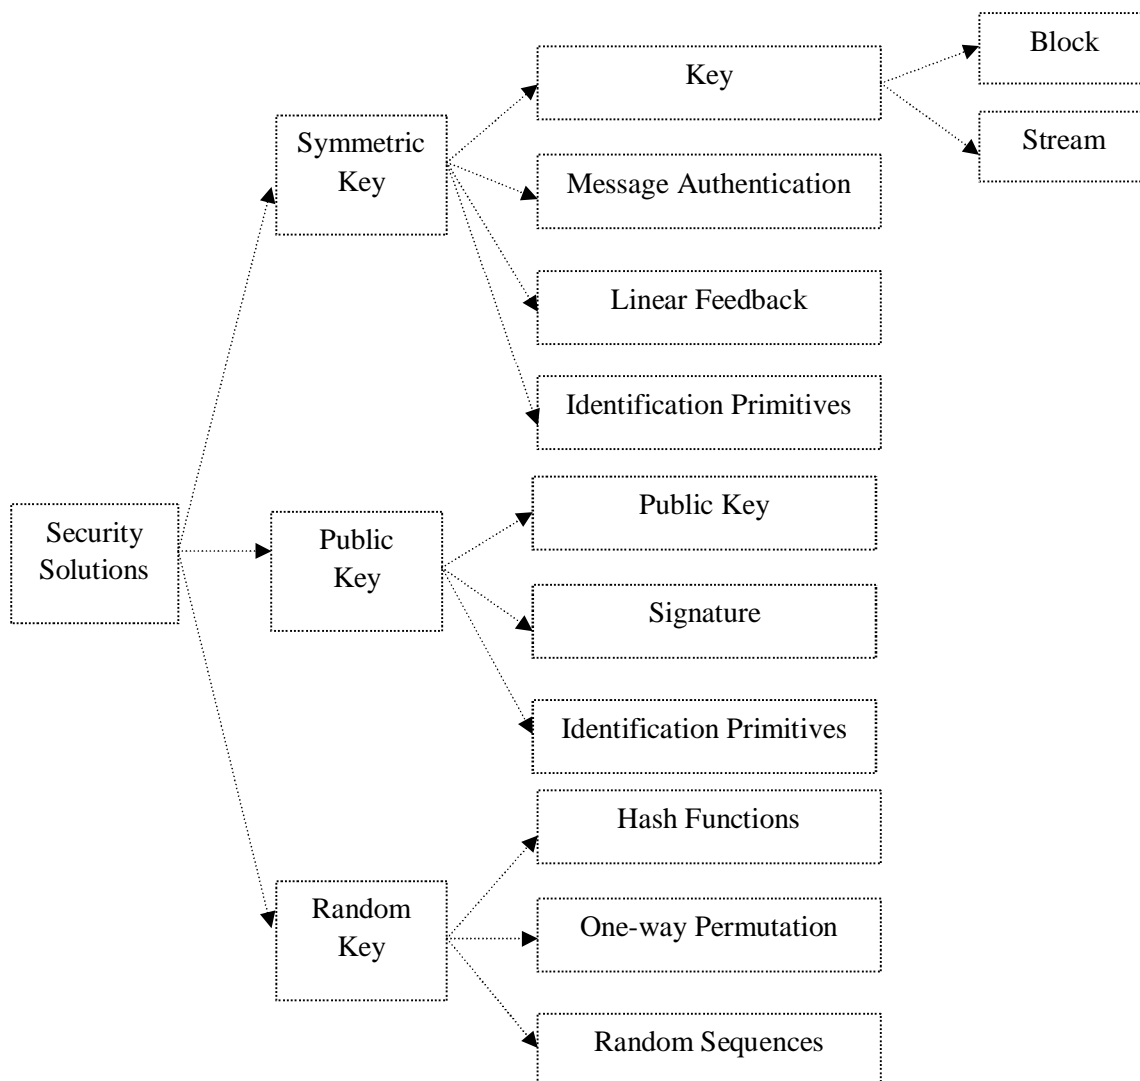 Block
Key
Stream
Symmetric
Key
Message Authentication
Linear Feedback
Identification Primitives
Public Key
Security
Solutions
Public
Key
Signature
Identification Primitives
Hash Functions
Random
Key
One-way Permutation
Random Sequences